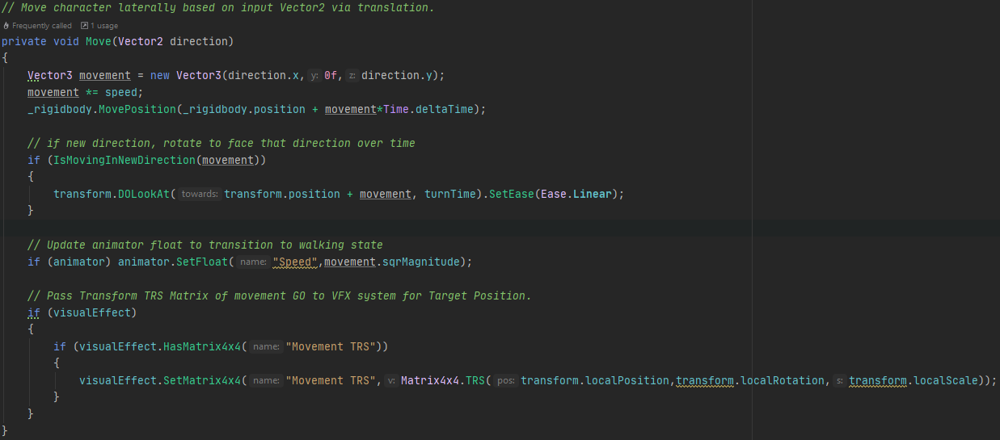 // Move character laterally based on input Vector2 via translation.
Frequently called 1 usage
private void Move(Vector2 direction)
{
Vector3 movement = new Vector3(direction.x, y: 0f, z: direction.y);
movement *= speed;
_rigidbody.MovePosition(_rigidbody.position + movement*Time.deltaTime);
// if new direction, rotate to face that direction over time
if (IsMovingInNewDirection(movement))
{
transform.DOLookAt( towards: transform.position + movement, turnTime).SetEase(Ease.Linear);
}
// Update animator float to transition to walking state
if (animator) animator.SetFloat( name: "Speed",movement.sqrMagnitude);
// Pass Transform TRS Matrix of movement GO to VFX system for Target Position.
if (visualEffect)
{
if (visualEffect.HasMatrix4x4( name: "Movement TRS"))
{
visualEffect.SetMatrix4x4( name: "Movement TRS", v: Matrix4x4.TRS( pos: transform.localPosition,transform.localRotation, s: transform.localScale));
}
}
}